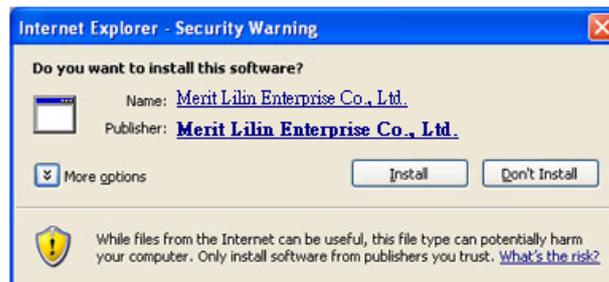 Internet Explorer - Security Warning
Do you want to install this software?
Name: Merit Lilin Enterprise Co., Ltd.
Publisher: Merit Lilin Enterprise Co., Ltd.
More options
Install
Don't Install
While files from the Internet can be useful, this file type can potentially harm
your computer. Only install software from publishers you trust. What's the risk?